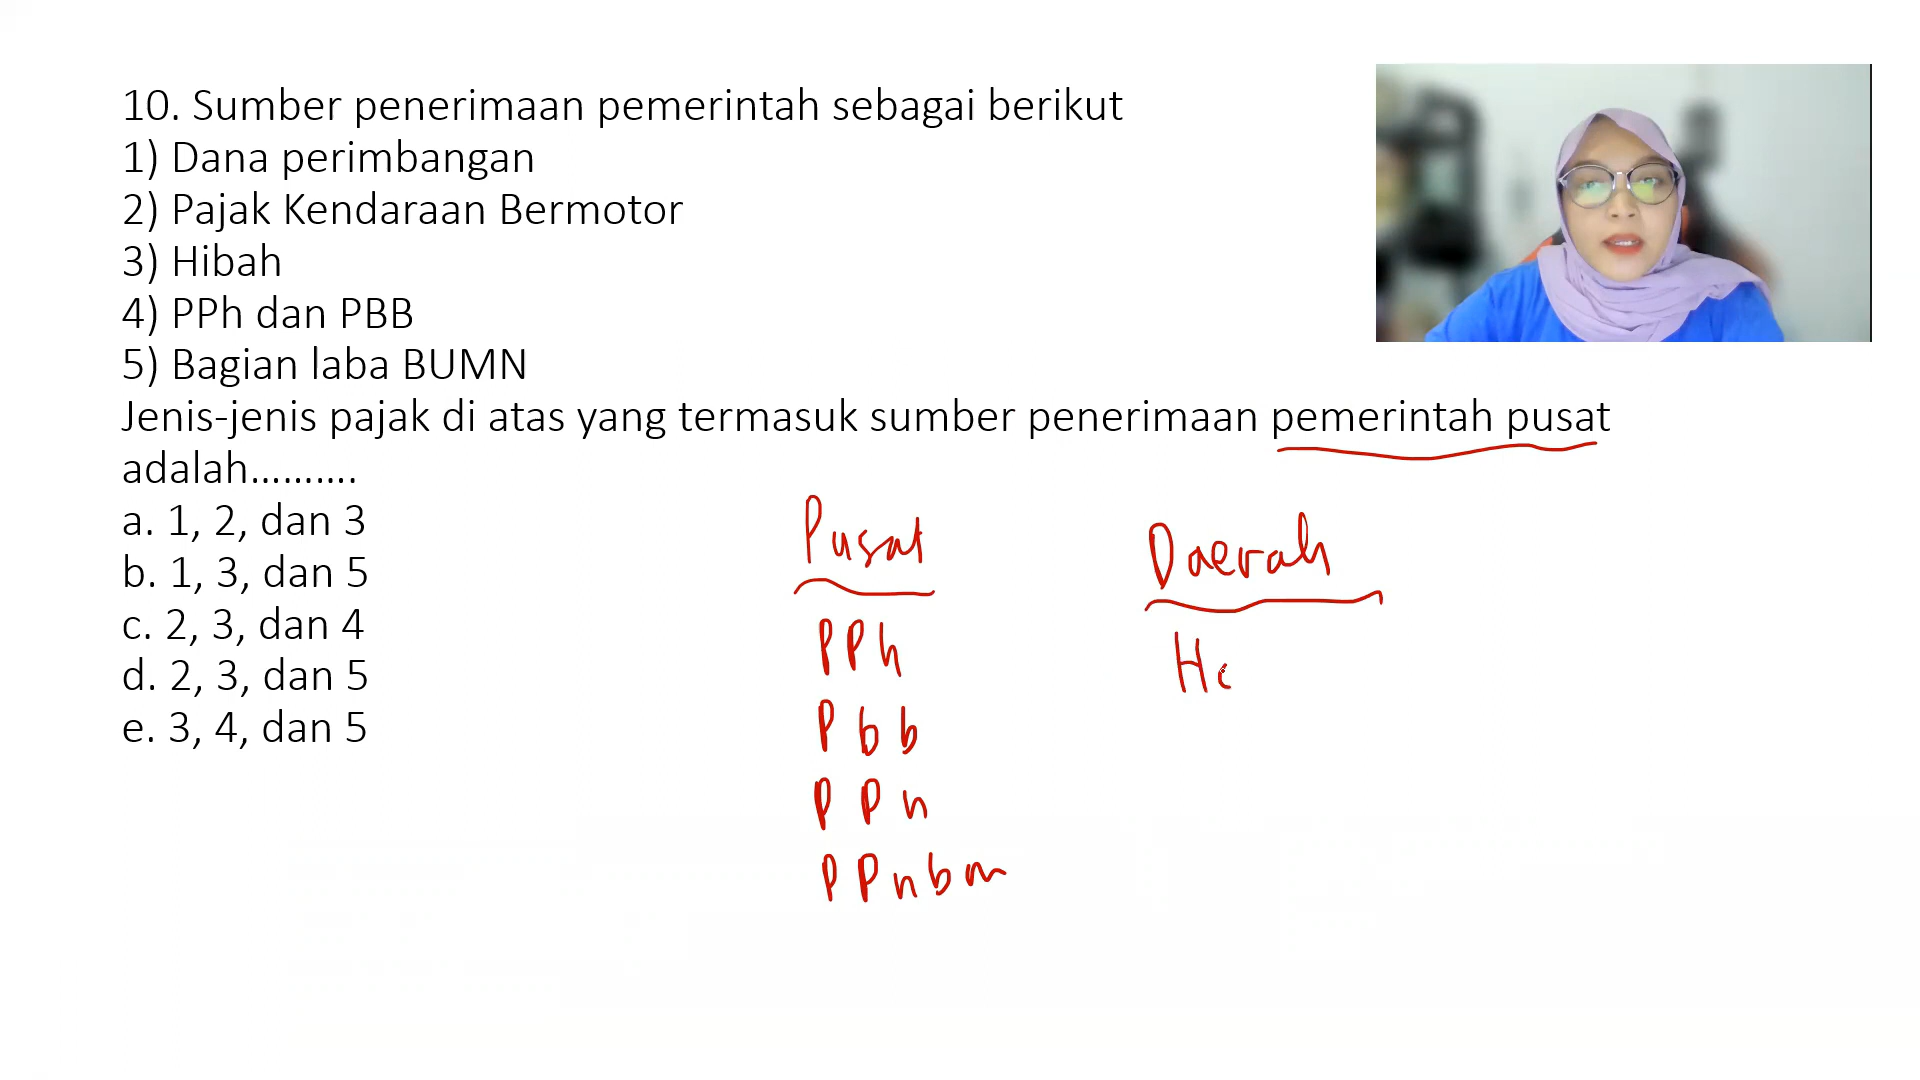 10. Sumber penerimaan pemerintah sebagai berikut
1) Dana perimbangan
2) Pajak Kendaraan Bermotor
3) Hibah
4) PPh dan PBB
5) Bagian laba BUMN
Jenis-jenis pajak di atas yang termasuk sumber penerimaan pemerintah pusat
adalah..........
a. 1, 2, dan 3
b. 1, 3, dan 5
c. 2, 3, dan 4
d. 2, 3, dan 5
e. 3, 4, dan 5
Pusat
PPh
Pbb
PPn
PPnbm
Daerah